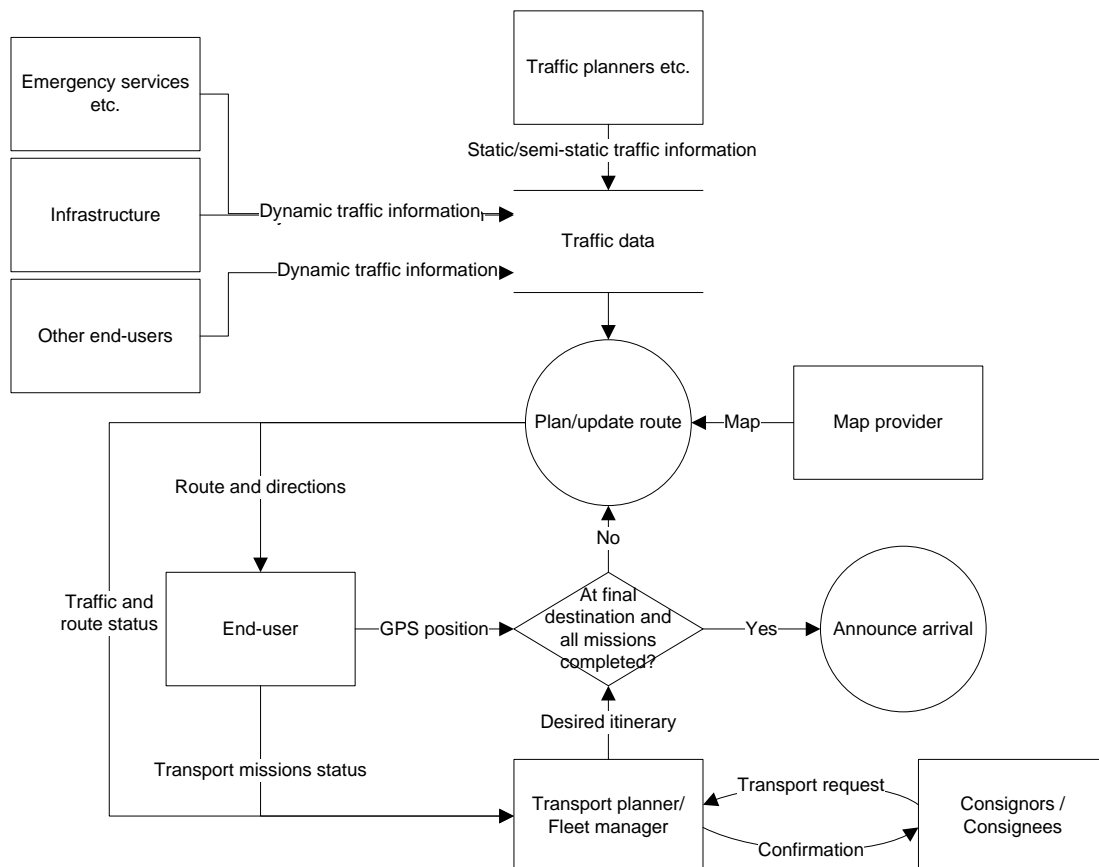 Emergency services
etc.
Traffic planners etc.
Static/semi-static traffic information
Infrastructure
Dynamic traffic information
Traffic data
Dynamic traffic information
Other end-users
Plan/update route
Map
Map provider
Route and directions
No
Traffic and
route status
End-user
GPS position
At final
destination and
all missions
completed?
Yes
Announce arrival
Desired itinerary
Transport missions status
Transport planner/
Fleet manager
Transport request
Confirmation
Consignors /
Consignees